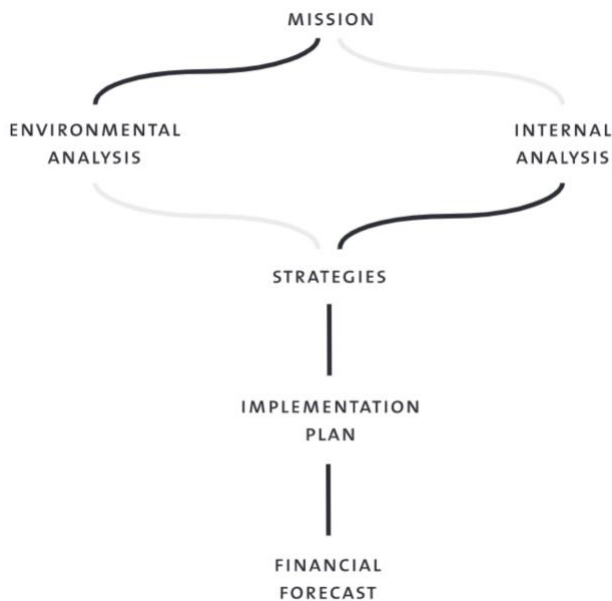 MISSION
ENVIRONMENTAL
ANALYSIS
INTERNAL
ANALYSIS
STRATEGIES
IMPLEMENTATION
PLAN
FINANCIAL
FORECAST